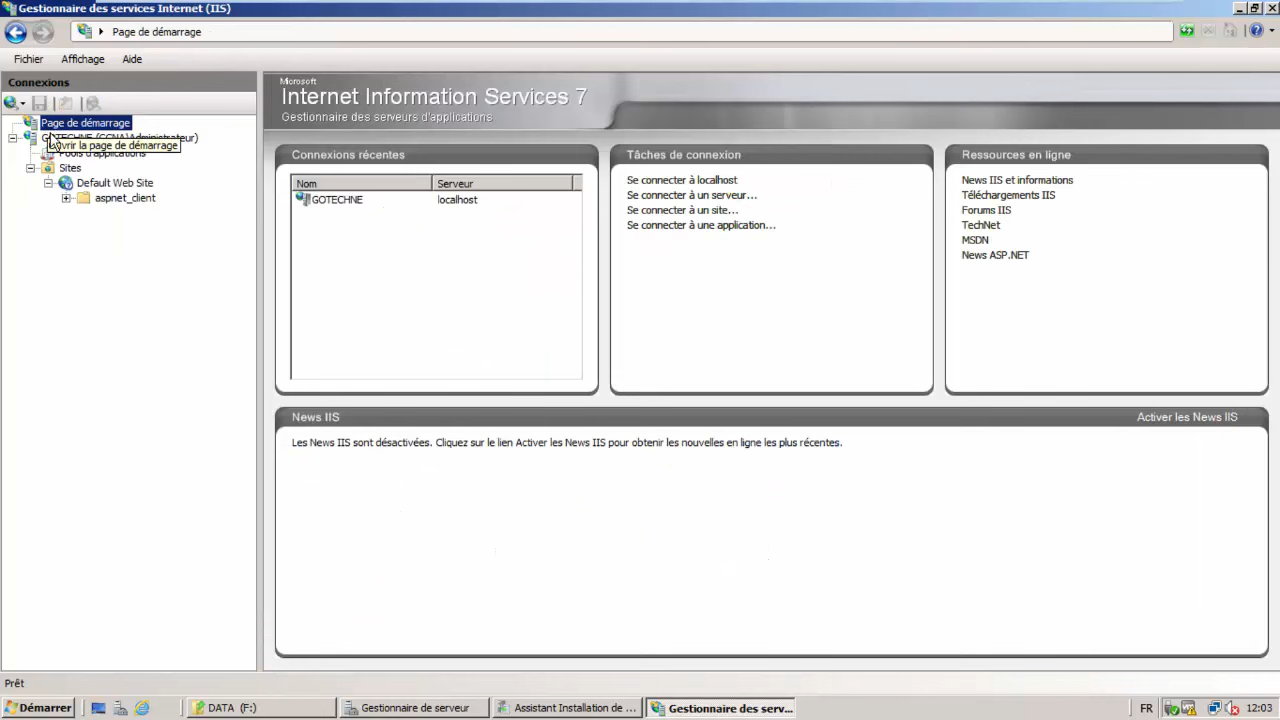 Gestionnaire des services Internet (IIS)
Page de démarrage
Fichier Affichage Aide
Connexions
Page de démarrage
Ouvrir la page de démarrage
Sites
Default Web Site
aspnet_client
Microsoft
Internet Information Services 7
Gestionnaire des serveurs d'applications
Connexions récentes
Nom Serveur
GOTECHNE localhost
Tâches de connexion
Se connecter à localhost
Se connecter à un serveur...
Se connecter à un site...
Se connecter à une application...
Ressources en ligne
News IIS et informations
Téléchargements IIS
Forums IIS
TechNet
MSDN
News ASP.NET
News IIS Activer les News IIS
Les News IIS sont désactivées. Cliquez sur le lien Activer les News IIS pour obtenir les nouvelles en ligne les plus récentes.
Prêt
Démarrer DATA (F:) Gestionnaire de serveur Assistant Installation de ... Gestionnaire des serv... FR 12:03